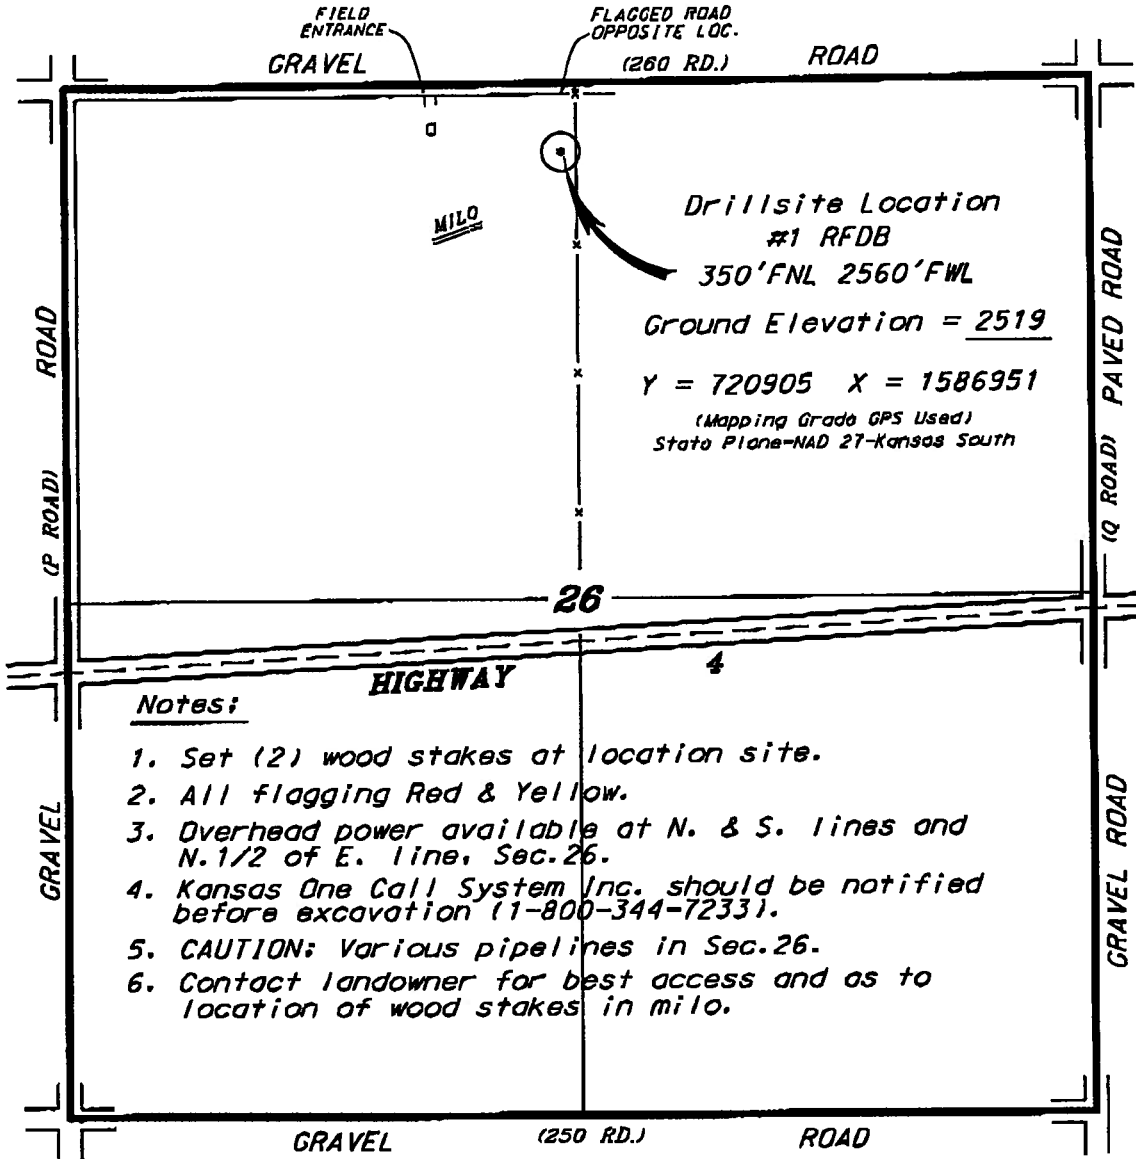 FIELD
ENTRANCE
FLAGGED ROAD
OPPOSITE LOC.
GRAVEL
(260 RD.)
ROAD
MILO
Drillsite Location
#1 RFDB
350'FNL 2560'FWL
Ground Elevation = 2519
Y = 720905 X = 1586951
(Mapping Grade GPS Used)
State Plane-NAD 27-Kansas South
ROAD
(P ROAD)
PAVED ROAD
(Q ROAD)
26
HIGHWAY
4
Notes:
1. Set (2) wood stakes at location site.
2. All flagging Red & Yellow.
3. Overhead power available at N. & S. lines and
N.1/2 of E. line, Sec.26.
4. Kansas One Call System Inc. should be notified
before excavation (1-800-344-7233).
5. CAUTION: Various pipelines in Sec.26.
6. Contact landowner for best access and as to
location of wood stakes in milo.
GRAVEL
GRAVEL ROAD
GRAVEL
(250 RD.)
ROAD